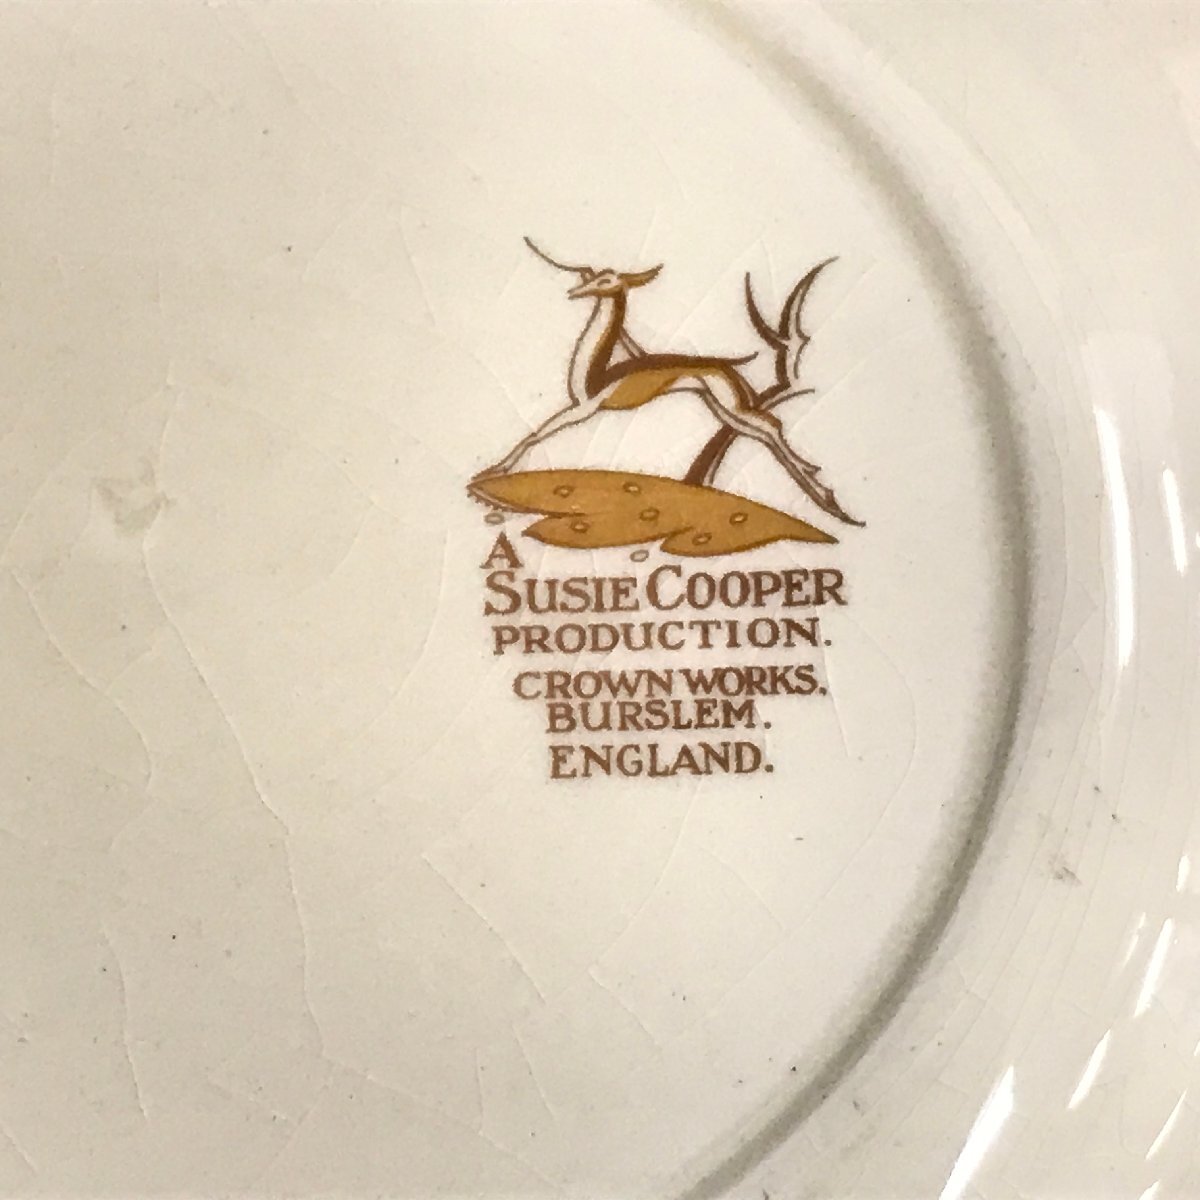 A
SUSIE COOPER
PRODUCTION.
CROWN WORKS,
BURSLEM.
ENGLAND.